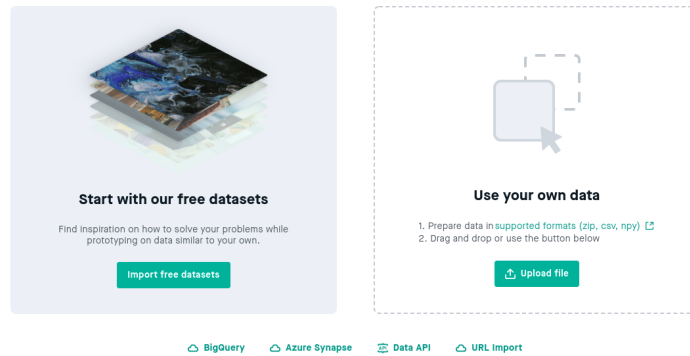 Start with our free datasets
Find inspiration on how to solve your problems while
prototyping on data similar to your own.
Import free datasets
Use your own data
1. Prepare data in supported formats (zip, csv, npy)
2. Drag and drop or use the button below
Upload file
BigQuery
Azure Synapse
API Data API
URL Import